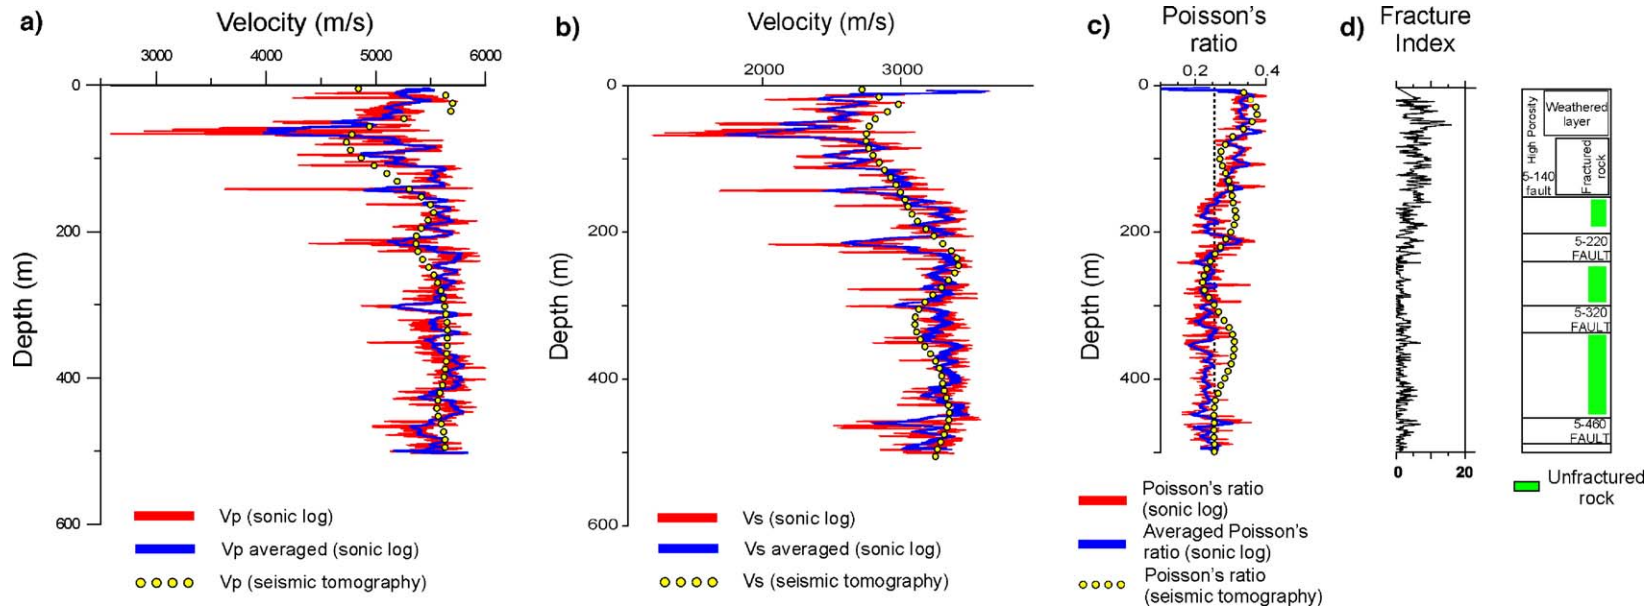 a)
Velocity (m/s)
3000
4000
5000
6000
0
200
400
600
Depth (m)
Vp (sonic log)
Vp averaged (sonic log)
Vp (seismic tomography)
b)
Velocity (m/s)
2000
3000
0
200
400
600
Depth (m)
Vs (sonic log)
Vs averaged (sonic log)
Vs (seismic tomography)
c)
Poisson's
ratio
0.2
0.4
0
200
400
Depth (m)
Poisson's ratio
(sonic log)
Averaged Poisson's
ratio (sonic log)
Poisson's ratio
(seismic tomography)
d)
Fracture
Index
0
20
High Porosity
Weathered
layer
Fractured
rock
5-140
fault
5-220
FAULT
5-320
FAULT
5-460
FAULT
Unfractured
rock